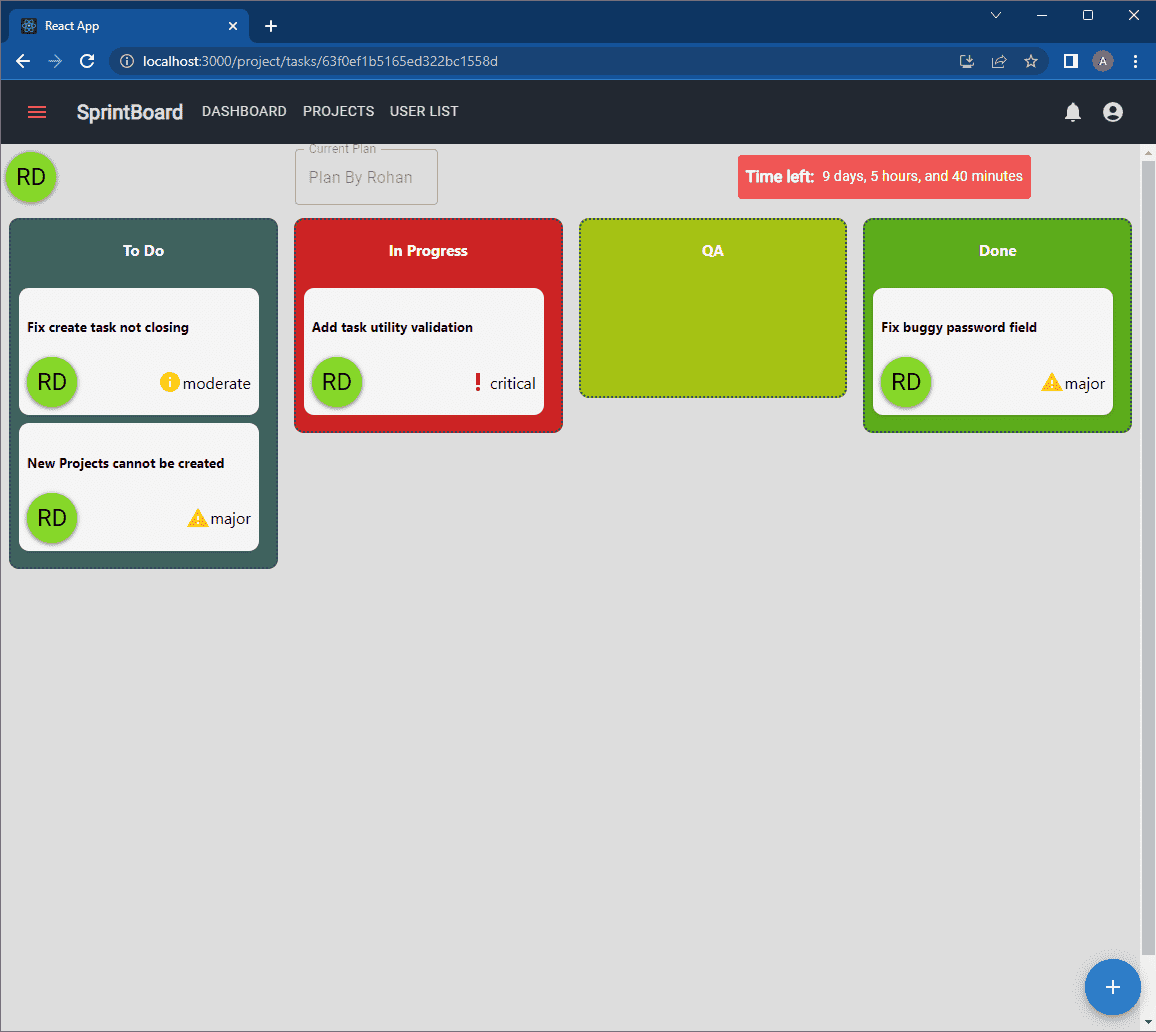 React App
localhost:3000/project/tasks/63f0ef1b5165ed322bc1558d
A
SprintBoard DASHBOARD PROJECTS USER LIST
RD
Current Plan
Plan By Rohan
Time left: 9 days, 5 hours, and 40 minutes
To Do
Fix create task not closing
RD moderate
New Projects cannot be created
RD major
In Progress
Add task utility validation
RD critical
QA
Done
Fix buggy password field
RD major